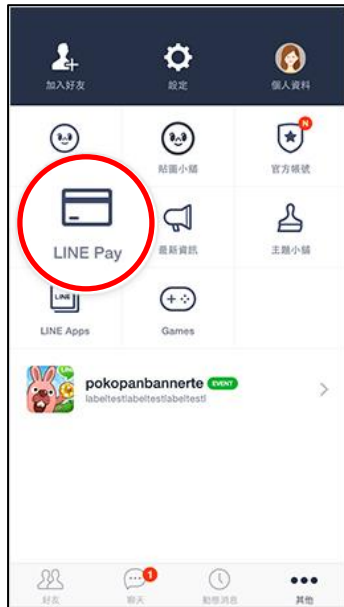 加入好友
設定
個人資料
貼圖小舖
N
官方帳號
LINE Pay
最新資訊
主題小舖
LINE
LINE Apps
Games
pokopanbannerte EVENT
labeltestlabeltestlabeltestl
1
好友
聊天
動態消息
其他